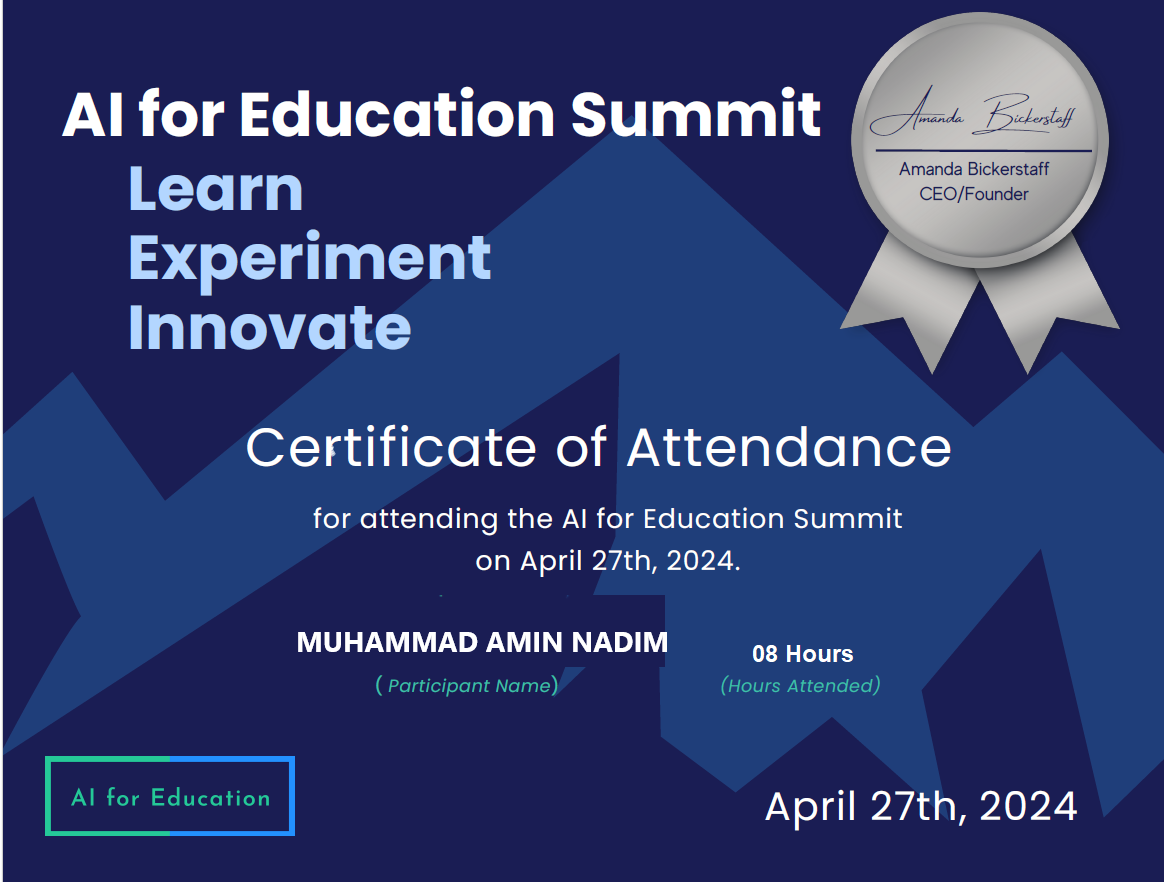 AI for Education Summit
Learn
Experiment
Innovate
Amanda Bickerstaff
Amanda Bickerstaff
CEO/Founder
Certificate of Attendance
for attending the AI for Education Summit
on April 27th, 2024.
MUHAMMAD AMIN NADIM
08 Hours
( Participant Name)
(Hours Attended)
AI for Education
April 27th, 2024